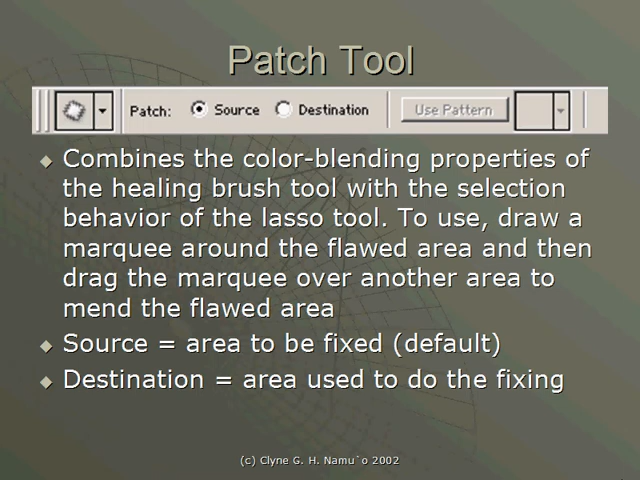 Patch Tool
Patch: Source Destination Use Pattern
Combines the color-blending properties of
the healing brush tool with the selection
behavior of the lasso tool. To use, draw a
marquee around the flawed area and then
drag the marquee over another area to
mend the flawed area
Source = area to be fixed (default)
Destination = area used to do the fixing
(c) Clyne G. H. Namu`o 2002